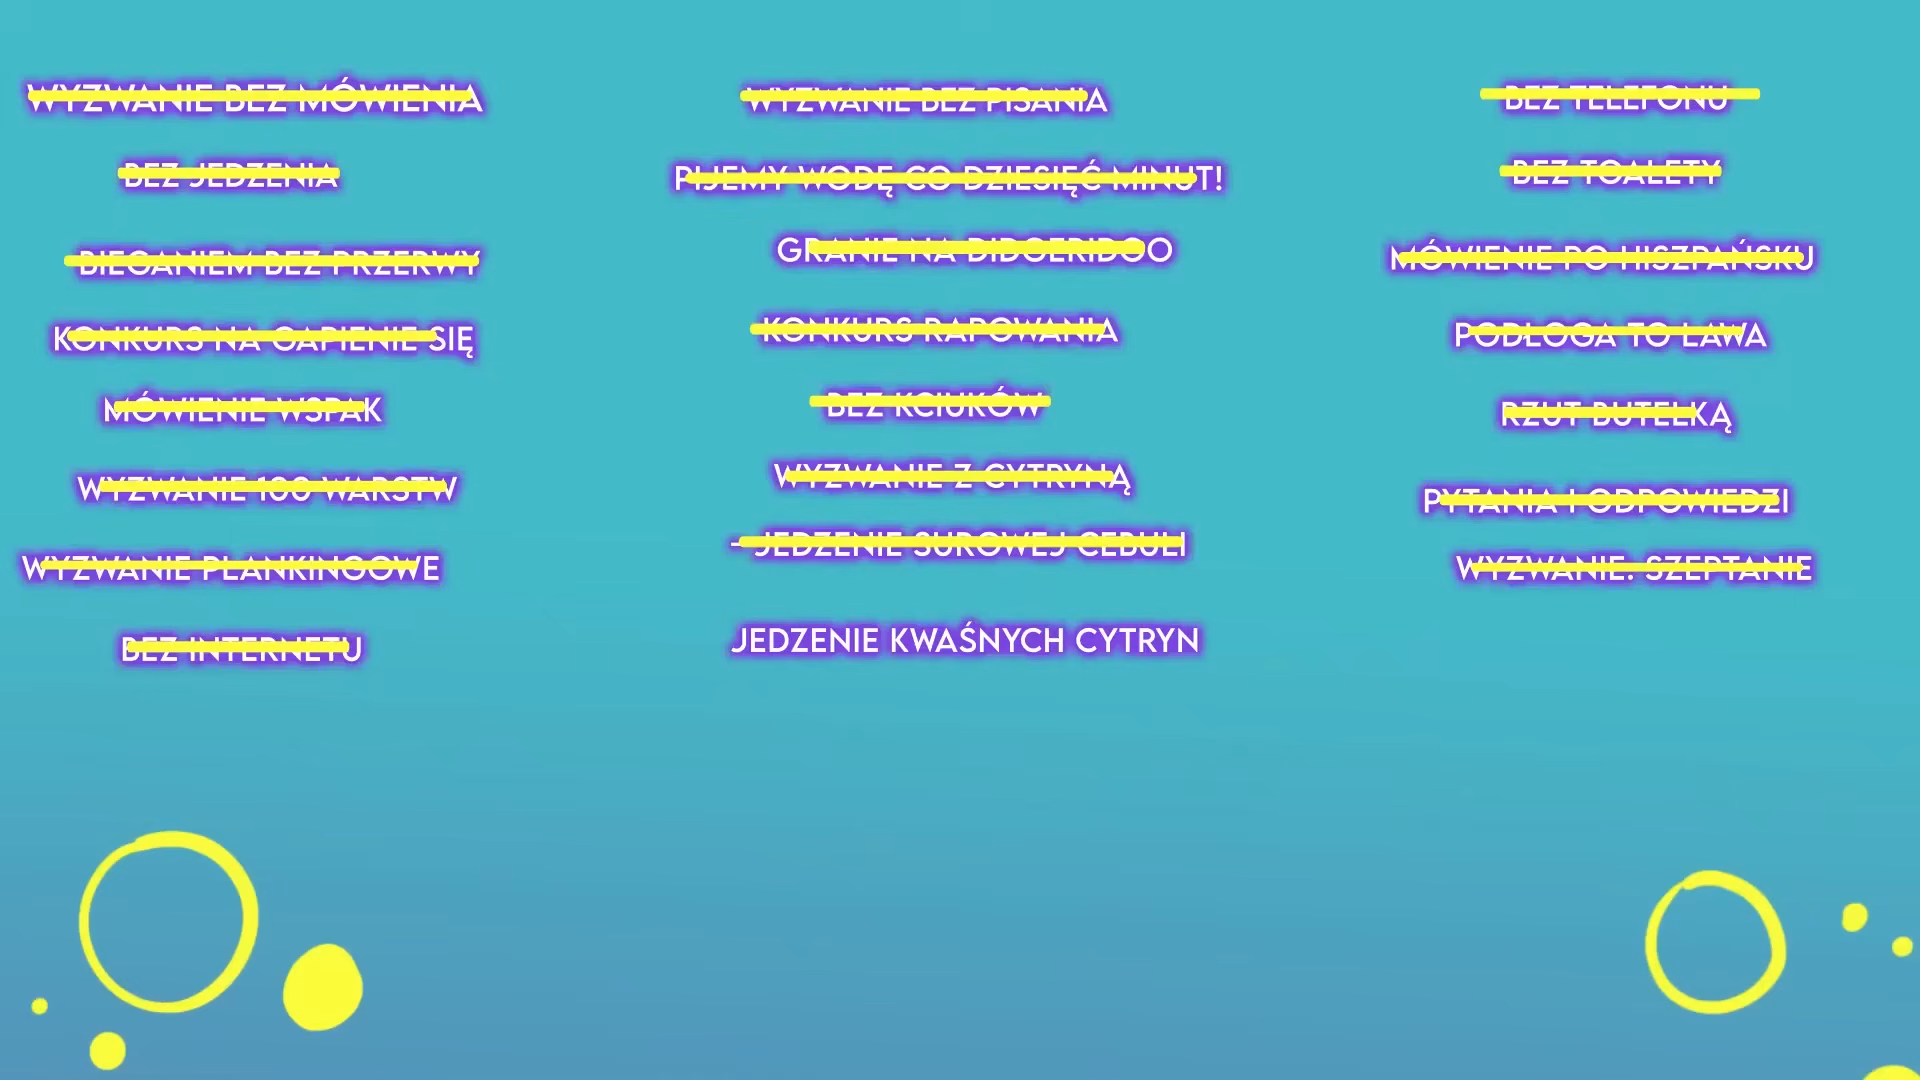 WYZWANIE BEZ MÓWIENIA
BEZ JEDZENIA
BIEGANIEM BEZ PRZERWY
KONKURS NA GAPIENIE SIĘ
MÓWIENIE WSPAK
WYZWANIE 100 WARSTW
WYZWANIE PLANKINGOWE
BEZ INTERNETU
WYZWANIE BEZ PISANIA
PIJEMY WODĘ CO DZIESIĘĆ MINUT!
GRANIE NA DIDGERIDOO
KONKURS RAPOWANIA
BEZ KCIUKÓW
WYZWANIE Z CYTRYNĄ
- JEDZENIE SUROWEJ CEBULI
JEDZENIE KWAŚNYCH CYTRYN
BEZ TELEFONU
BEZ TOALETY
MÓWIENIE PO HISZPAŃSKU
PODŁOGA TO LAWA
RZUT BUTELKĄ
PYTANIA I ODPOWIEDZI
WYZWANIE: SZEPTANIE